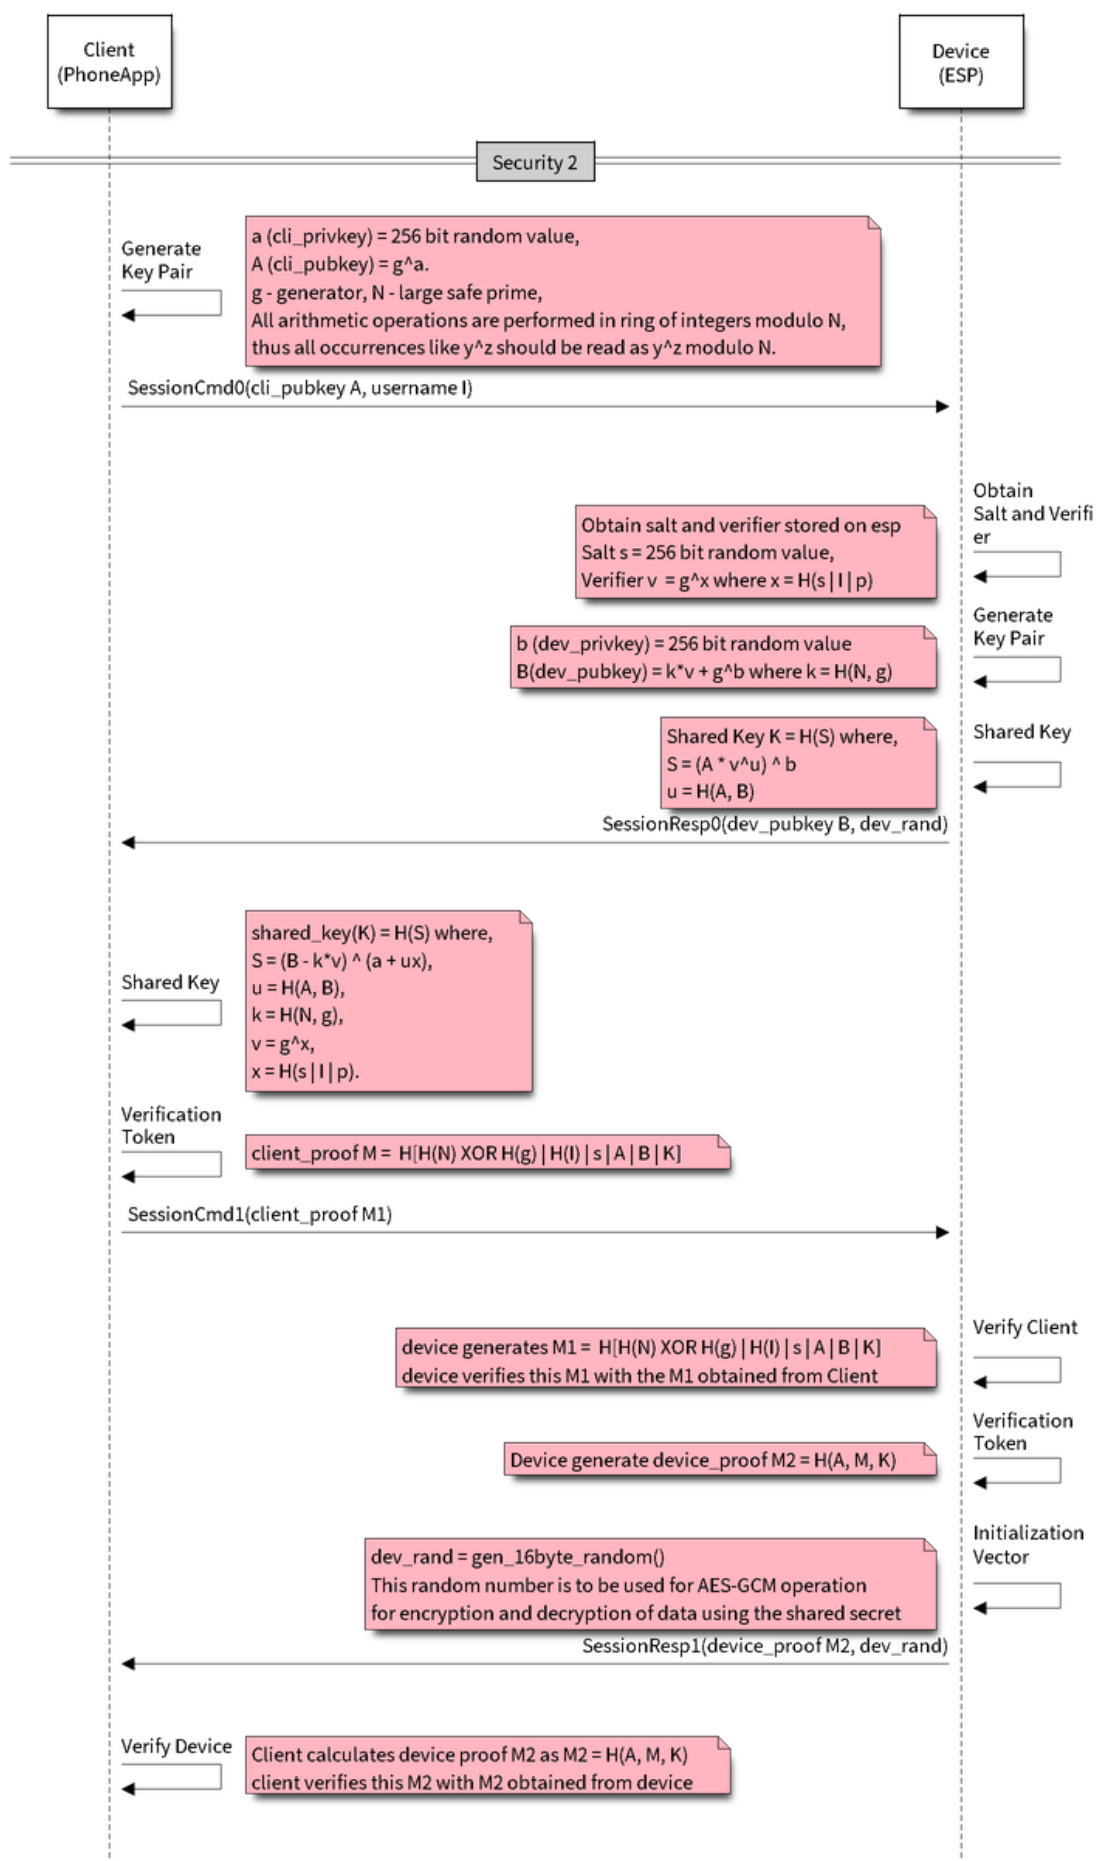 Client
(PhoneApp)
Device
(ESP)
Security 2
Generate
Key Pair
a (cli_privkey) = 256 bit random value,
A (cli_pubkey) = g^a.
g - generator, N - large safe prime,
All arithmetic operations are performed in ring of integers modulo N,
thus all occurrences like y^z should be read as y^z modulo N.
SessionCmd0(cli_pubkey A, username I)
Obtain
Salt and Verifi
er
Obtain salt and verifier stored on esp
Salt s = 256 bit random value,
Verifier v = g^x where x = H(s | I | p)
Generate
Key Pair
b (dev_privkey) = 256 bit random value
B(dev_pubkey) = k*v + g^b where k = H(N, g)
Shared Key
Shared Key K = H(S) where,
S = (A * v^u) ^ b
u = H(A, B)
SessionResp0(dev_pubkey B, dev_rand)
Shared Key
shared_key(K) = H(S) where,
S = (B - k*v) ^ (a + ux),
u = H(A, B),
k = H(N, g),
v = g^x,
x = H(s | I | p).
Verification
Token
client_proof M = H[H(N) XOR H(g) | H(I) | s | A | B | K]
SessionCmd1(client_proof M1)
Verify Client
device generates M1 = H[H(N) XOR H(g) | H(I) | s | A | B | K]
device verifies this M1 with the M1 obtained from Client
Verification
Token
Device generate device_proof M2 = H(A, M, K)
Initialization
Vector
dev_rand = gen_16byte_random()
This random number is to be used for AES-GCM operation
for encryption and decryption of data using the shared secret
SessionResp1(device_proof M2, dev_rand)
Verify Device
Client calculates device proof M2 as M2 = H(A, M, K)
client verifies this M2 with M2 obtained from device